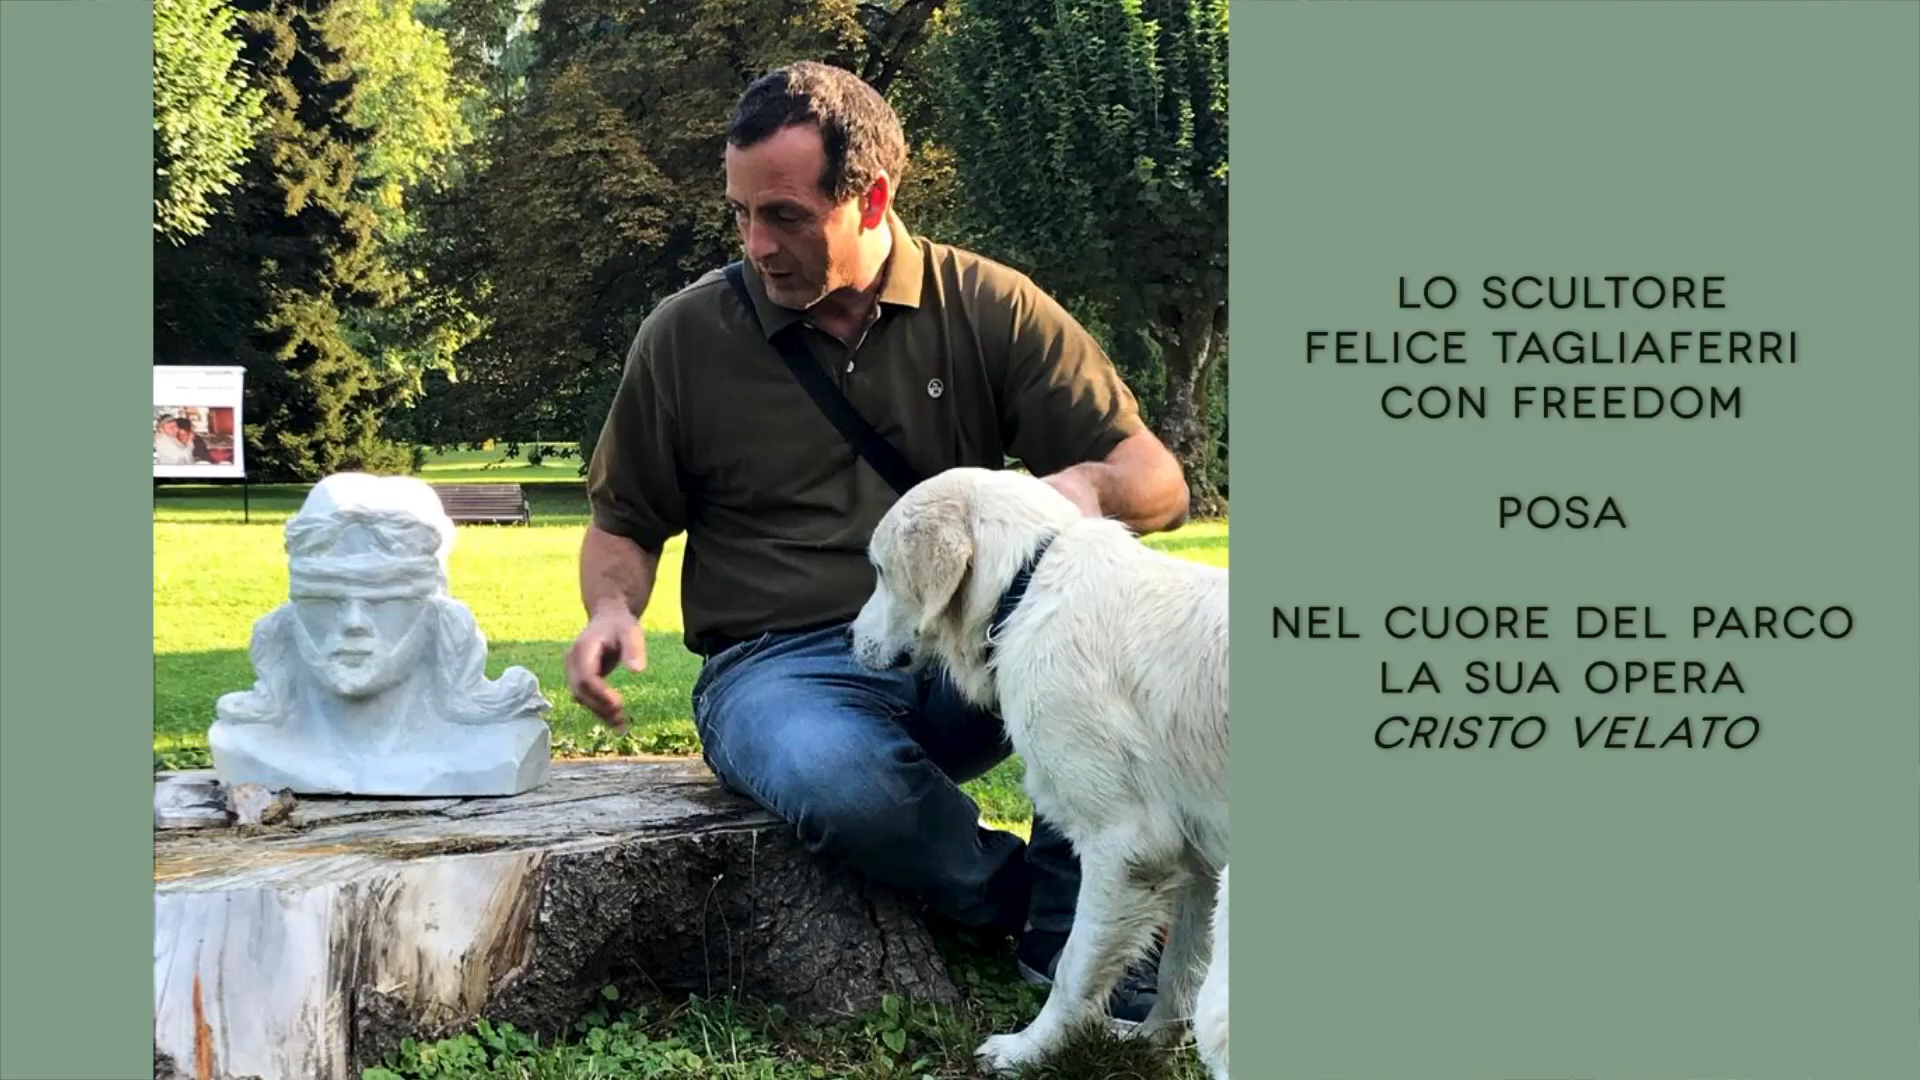 LO SCULTORE
FELICE TAGLIAFERRI
CON FREEDOM
POSA
NEL CUORE DEL PARCO
LA SUA OPERA
CRISTO VELATO